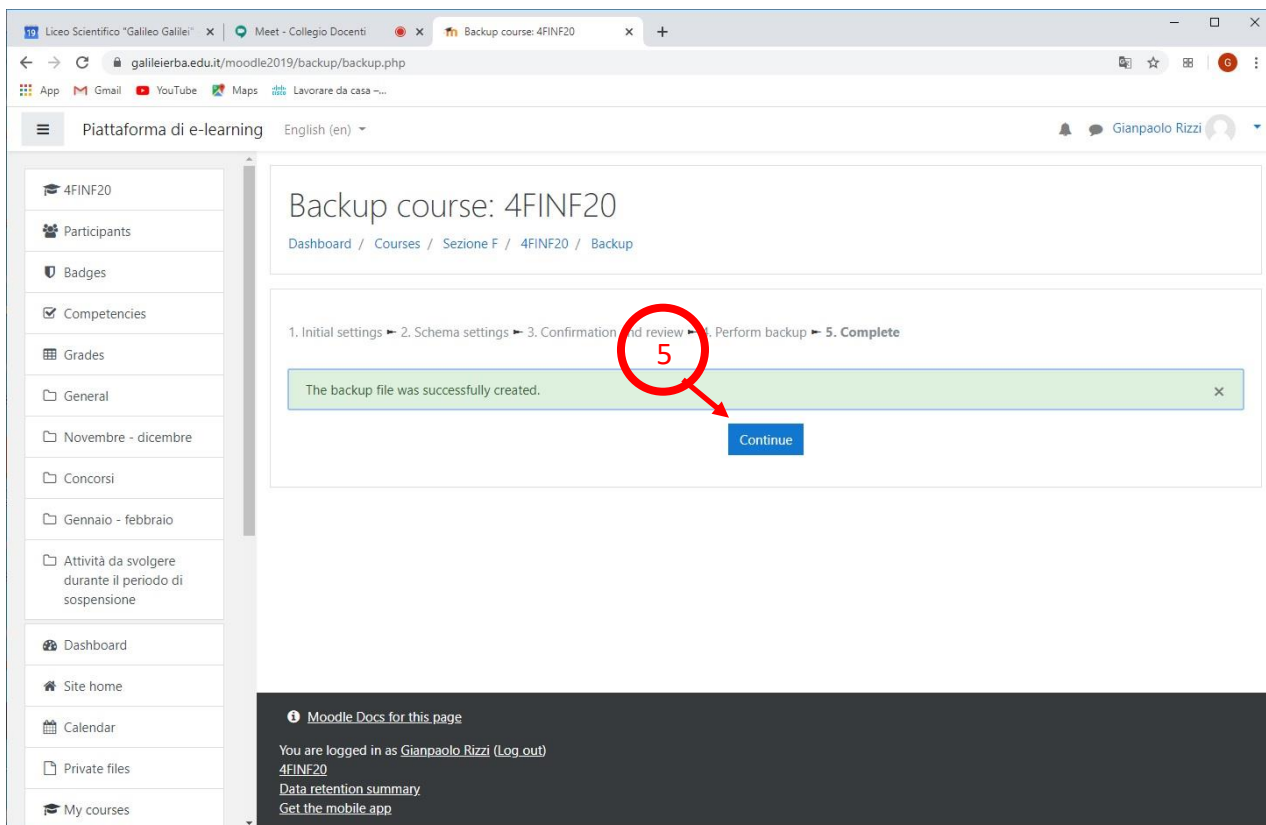 19 Liceo Scientifico "Galileo Galilei"
Meet - Collegio Docenti
Backup course: 4FINF20
galileierba.edu.it/moodle2019/backup/backup.php
G
App Gmail YouTube Maps Lavorare da casa –...
Piattaforma di e-learning English (en)
Gianpaolo Rizzi
4FINF20
Participants
Badges
Competencies
Grades
General
Novembre - dicembre
Concorsi
Gennaio - febbraio
Attività da svolgere
durante il periodo di
sospensione
Dashboard
Site home
Calendar
Private files
My courses
Backup course: 4FINF20
Dashboard / Courses / Sezione F / 4FINF20 / Backup
1. Initial settings ► 2. Schema settings ► 3. Confirmation and review ► 4. Perform backup ► 5. Complete
5
The backup file was successfully created.
Continue
Moodle Docs for this page
You are logged in as Gianpaolo Rizzi (Log out)
4FINF20
Data retention summary
Get the mobile app